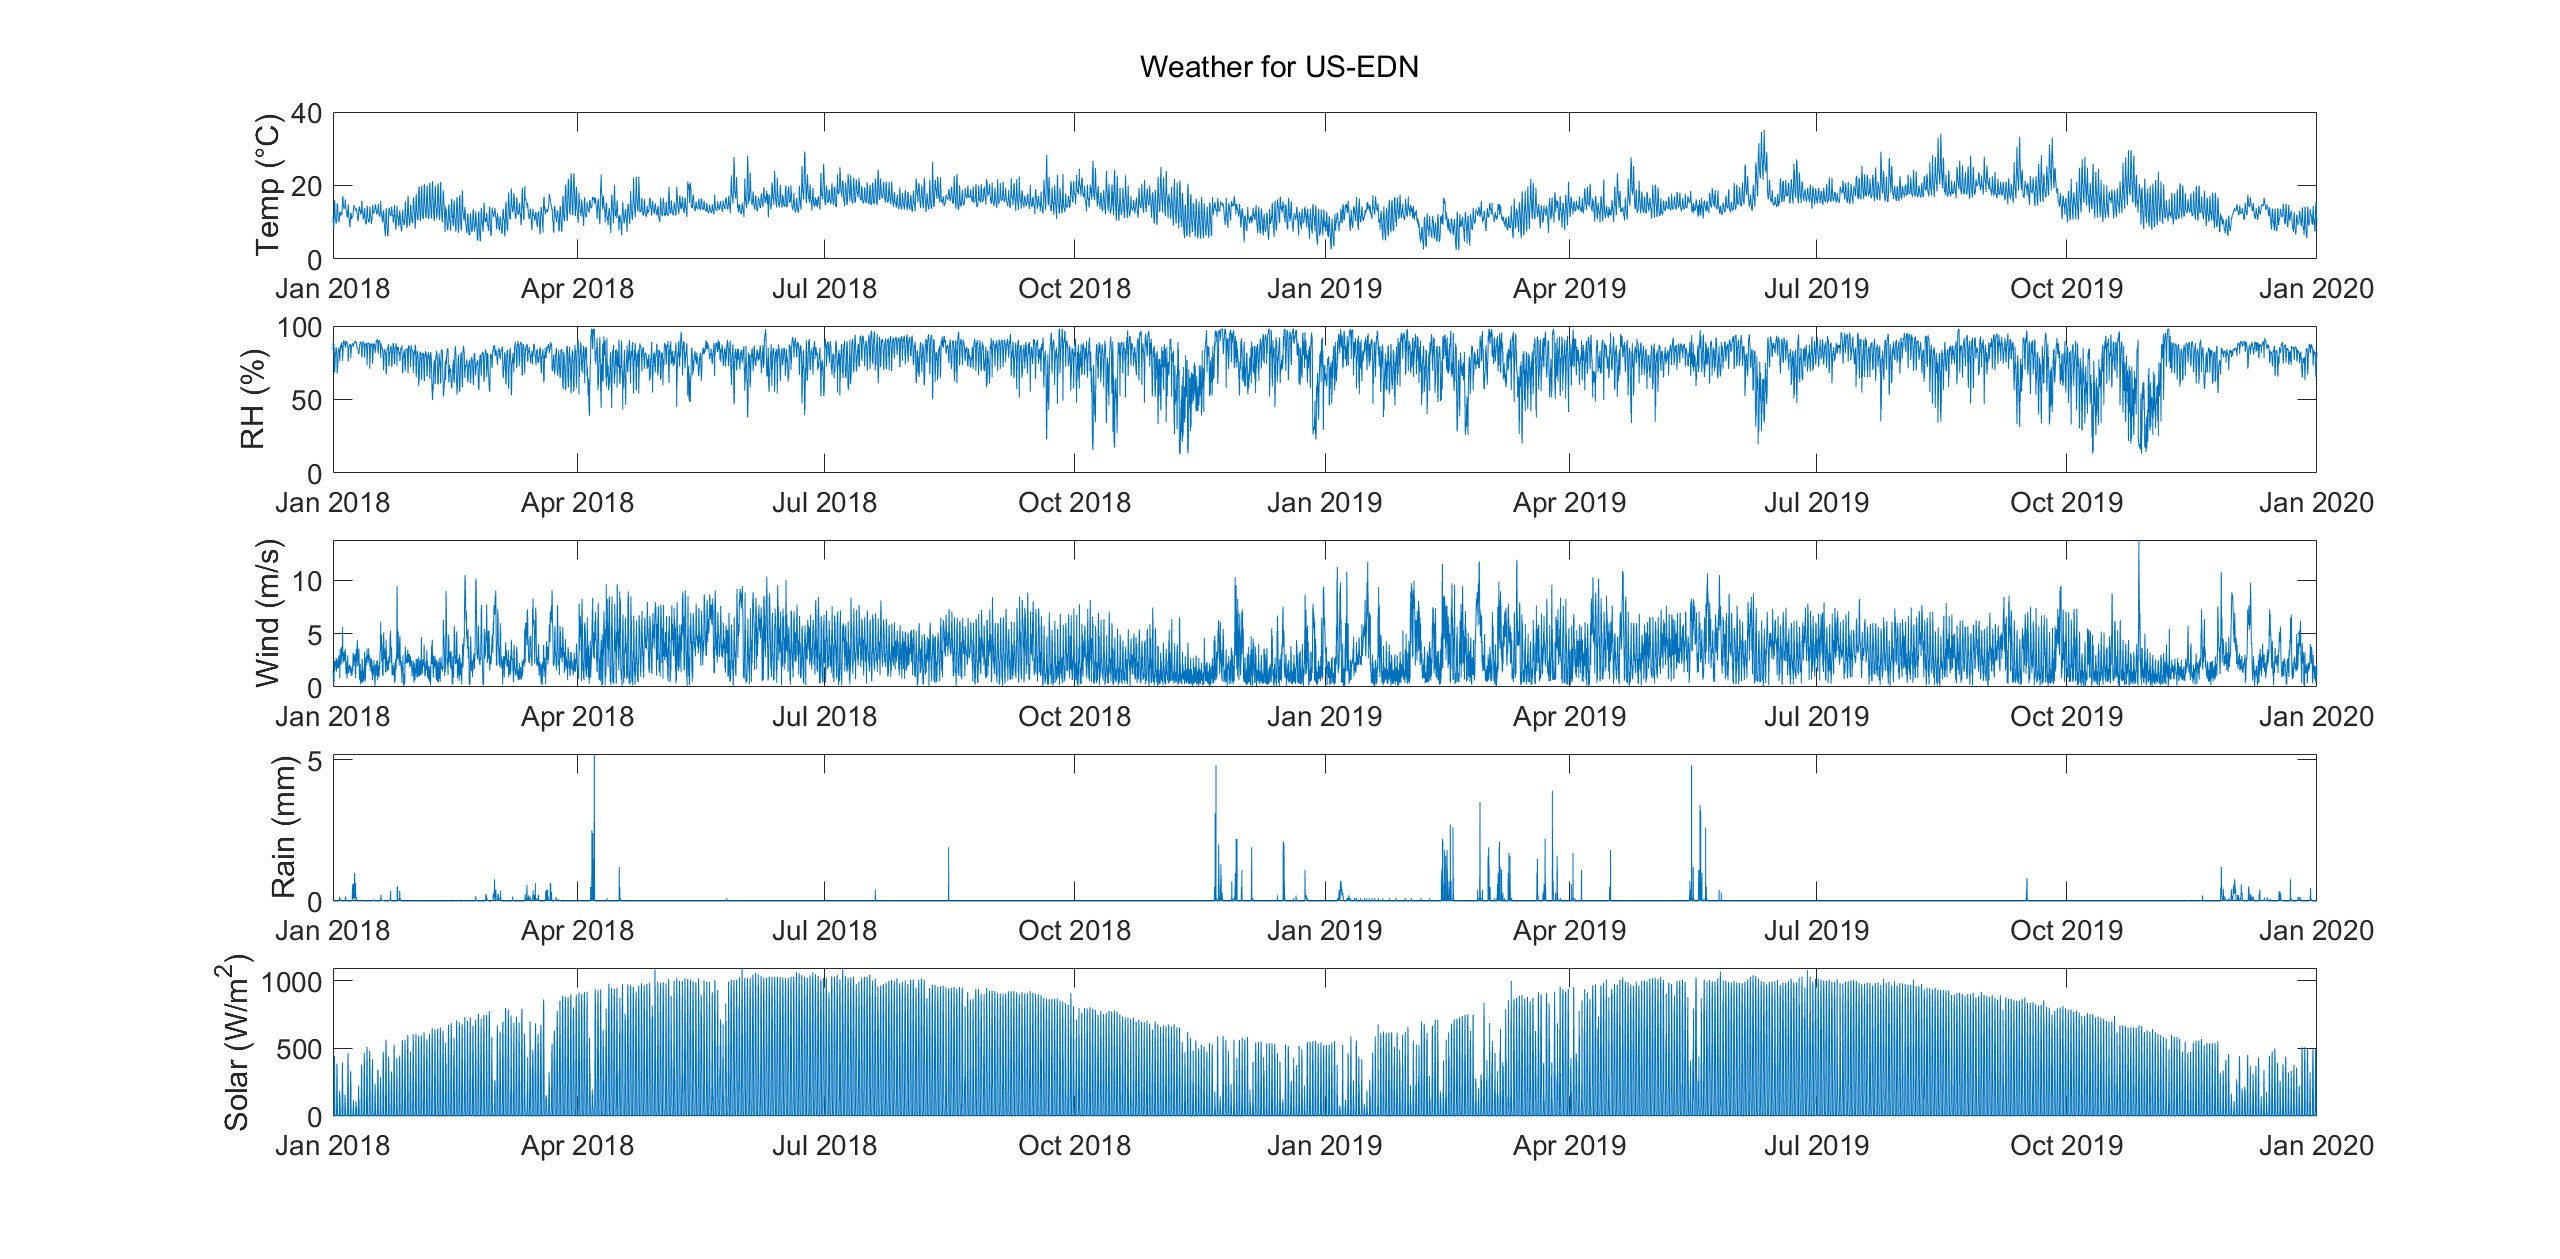 Weather for US-EDN
Temp (°C)
40
20
0
Jan 2018 Apr 2018 Jul 2018 Oct 2018 Jan 2019 Apr 2019 Jul 2019 Oct 2019 Jan 2020
RH (%)
100
50
0
Jan 2018 Apr 2018 Jul 2018 Oct 2018 Jan 2019 Apr 2019 Jul 2019 Oct 2019 Jan 2020
Wind (m/s)
10
5
0
Jan 2018 Apr 2018 Jul 2018 Oct 2018 Jan 2019 Apr 2019 Jul 2019 Oct 2019 Jan 2020
Rain (mm)
5
0
Jan 2018 Apr 2018 Jul 2018 Oct 2018 Jan 2019 Apr 2019 Jul 2019 Oct 2019 Jan 2020
Solar (W/m²)
1000
500
0
Jan 2018 Apr 2018 Jul 2018 Oct 2018 Jan 2019 Apr 2019 Jul 2019 Oct 2019 Jan 2020